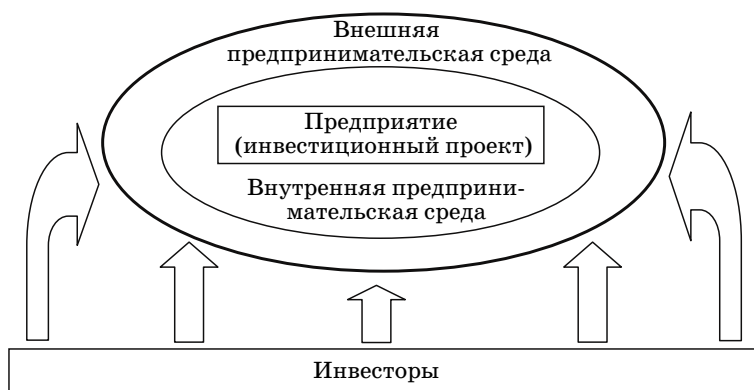 Внешняя
предпринимательская среда
Предприятие
(инвестиционный проект)
Внутренняя предприни-
мательская среда
Инвесторы